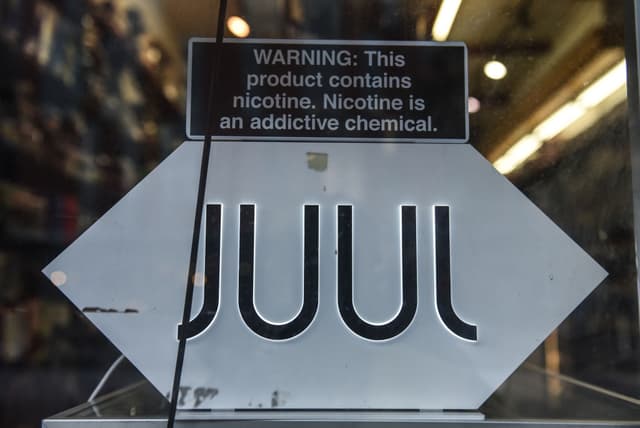 WARNING: This
product contains
nicotine. Nicotine is
an addictive chemical.
JUUL